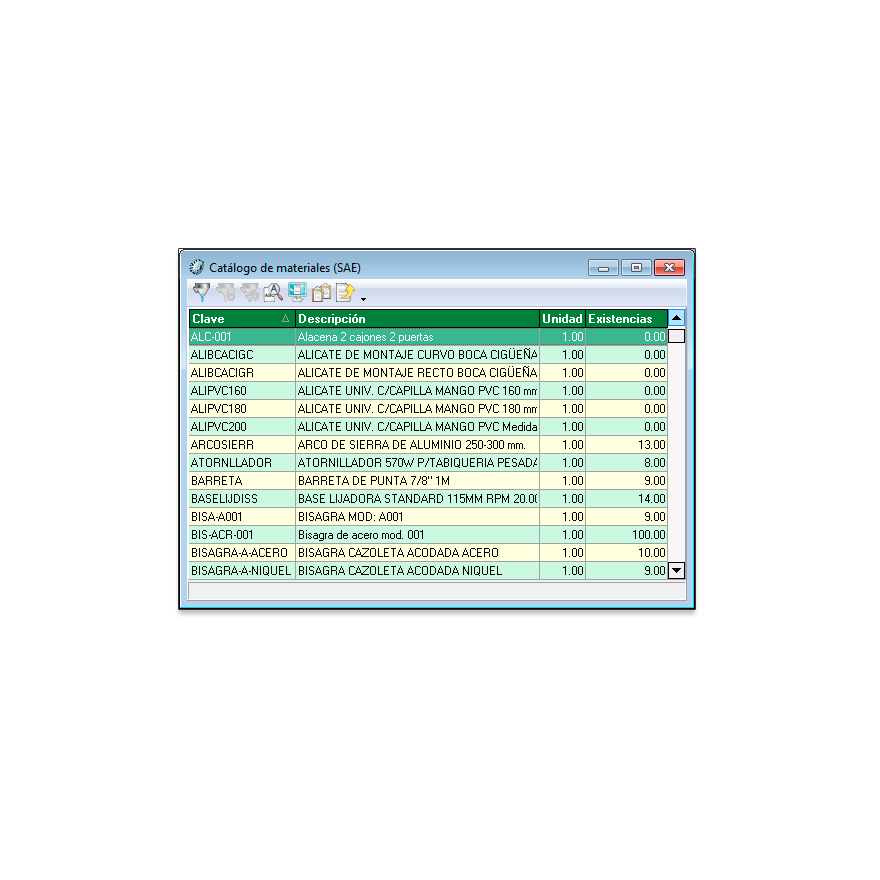 Catálogo de materiales (SAE)
Clave Descripción Unidad Existencias
ALC-001 Alacena 2 cajones 2 puertas 1.00 0.00
ALIBCACIGC ALICATE DE MONTAJE CURVO BOCA CIGÜEÑA 1.00 0.00
ALIBCACIGR ALICATE DE MONTAJE RECTO BOCA CIGÜEÑA 1.00 0.00
ALIPVC160 ALICATE UNIV. C/CAPILLA MANGO PVC 160 mm 1.00 0.00
ALIPVC180 ALICATE UNIV. C/CAPILLA MANGO PVC 180 mm 1.00 0.00
ALIPVC200 ALICATE UNIV. C/CAPILLA MANGO PVC Medida 1.00 0.00
ARCOSIERR ARCO DE SIERRA DE ALUMINIO 250-300 mm. 1.00 13.00
ATORNLLADOR ATORNILLADOR 570W P/TABIQUERIA PESADA 1.00 8.00
BARRETA BARRETA DE PUNTA 7/8" 1M 1.00 9.00
BASELIJDISS BASE LIJADORA STANDARD 115MM RPM 20.00 1.00 14.00
BISA-A001 BISAGRA MOD: A001 1.00 9.00
BIS-ACR-001 Bisagra de acero mod. 001 1.00 100.00
BISAGRA-A-ACERO BISAGRA CAZOLETA ACODADA ACERO 1.00 10.00
BISAGRA-A-NIQUEL BISAGRA CAZOLETA ACODADA NIQUEL 1.00 9.00